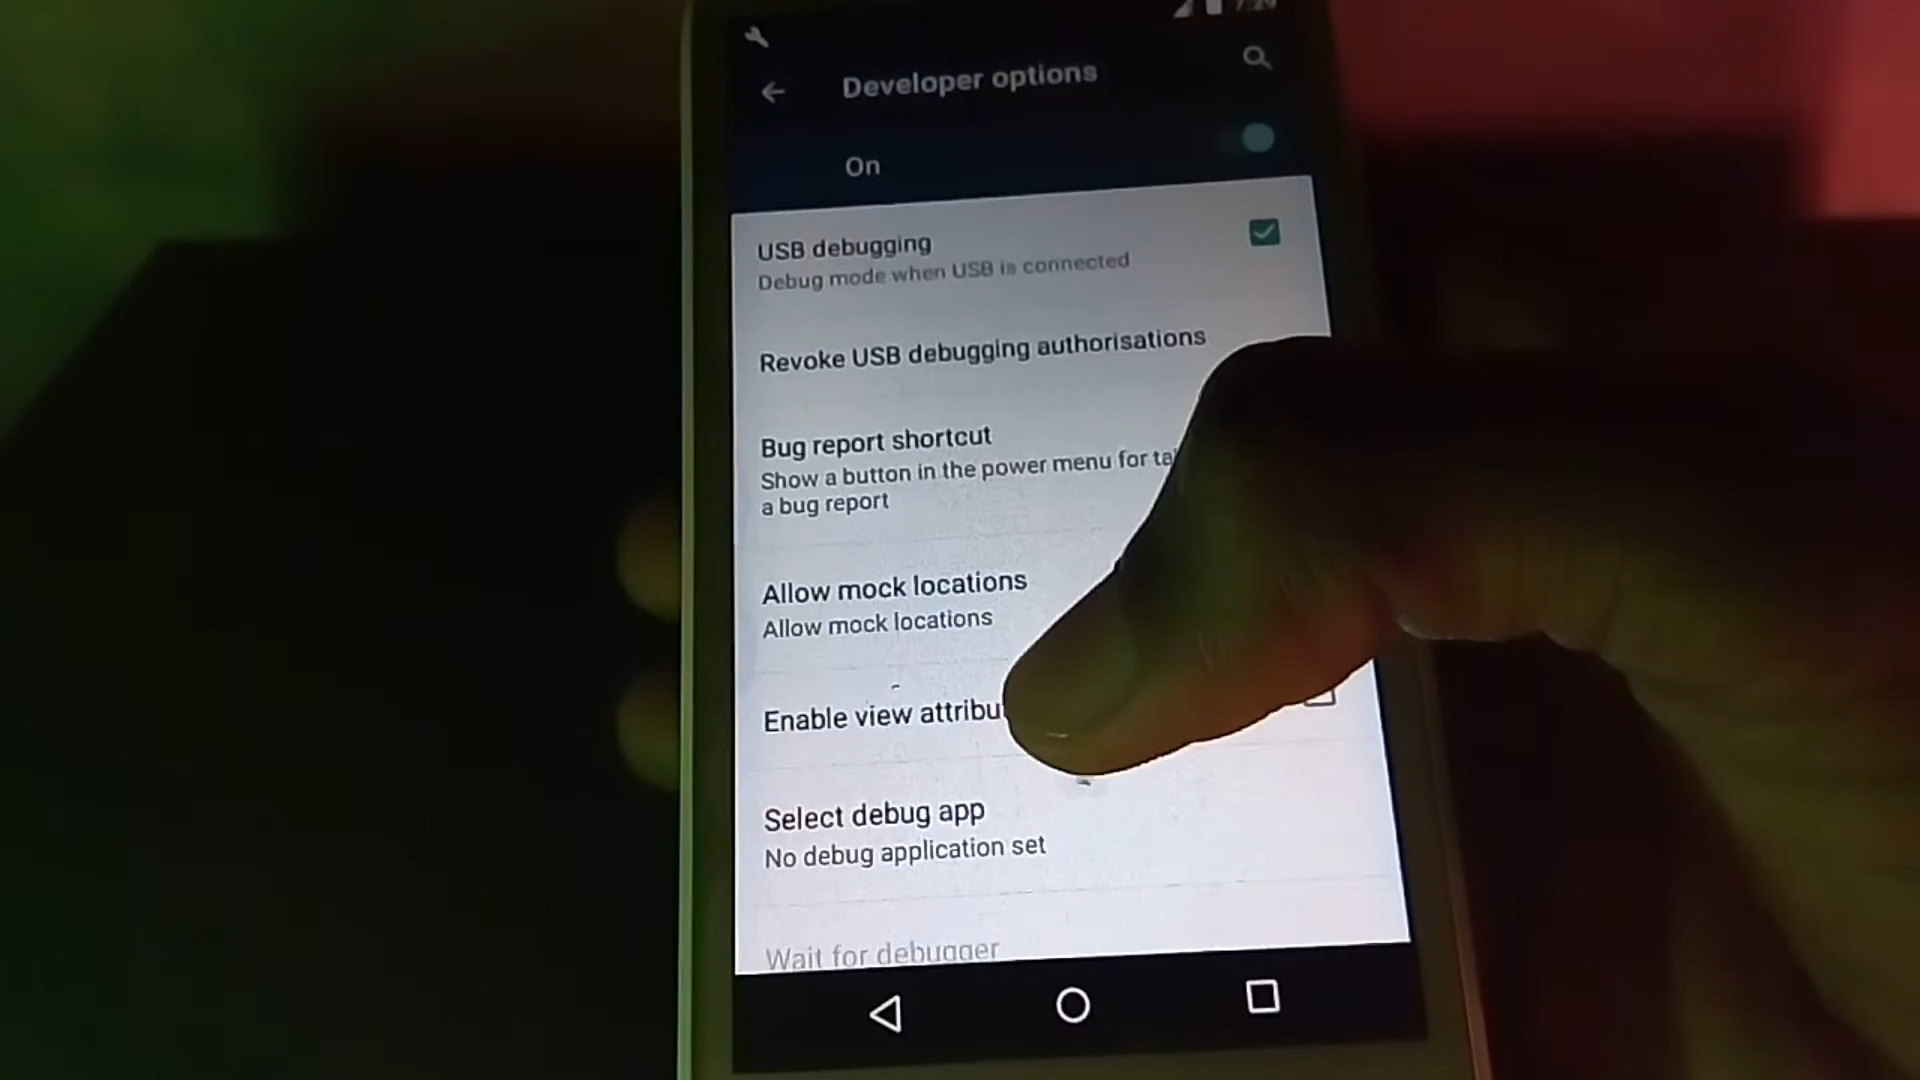 7:29
Developer options
On
USB debugging
Debug mode when USB is connected
Revoke USB debugging authorisations
Bug report shortcut
Show a button in the power menu for
a bug report
Allow mock locations
Allow mock locations
Enable view
Select debug app
No debug application set
Wait for debugger